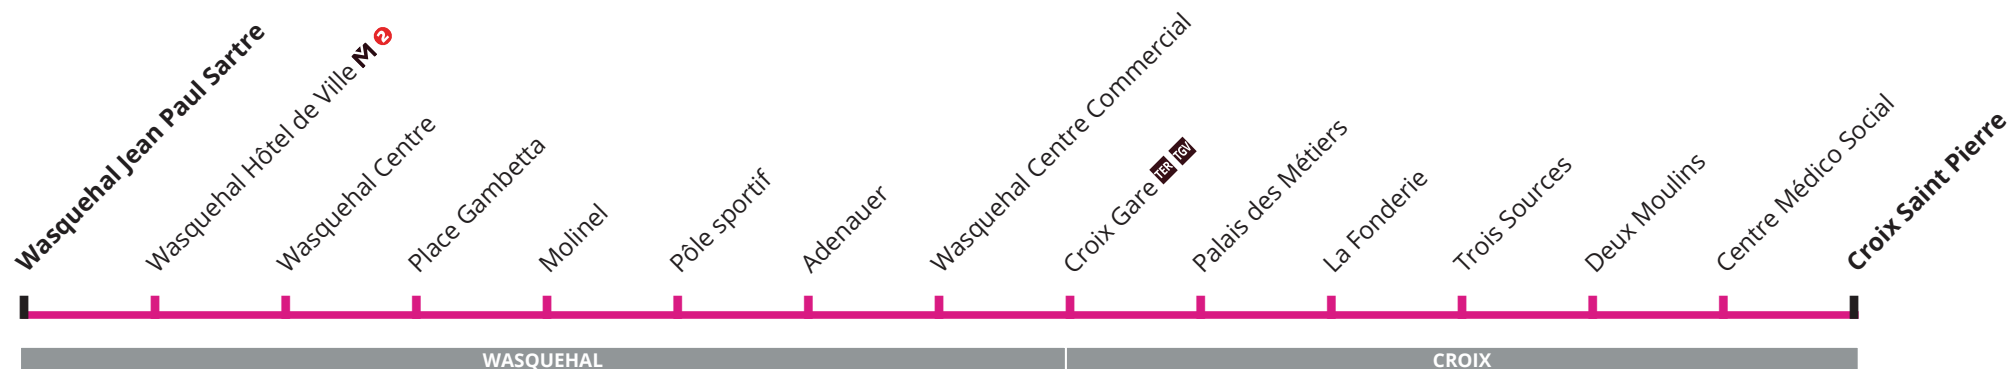 Wasquehal Jean Paul Sartre
Wasquehal Hôtel de Ville M 2
Wasquehal Centre
Place Gambetta
Molinel
Pôle sportif
Adenauer
Wasquehal Centre Commercial
Croix Gare TER TGV
Palais des Métiers
La Fonderie
Trois Sources
Deux Moulins
Centre Médico Social
Croix Saint Pierre
WASQUEHAL
CROIX